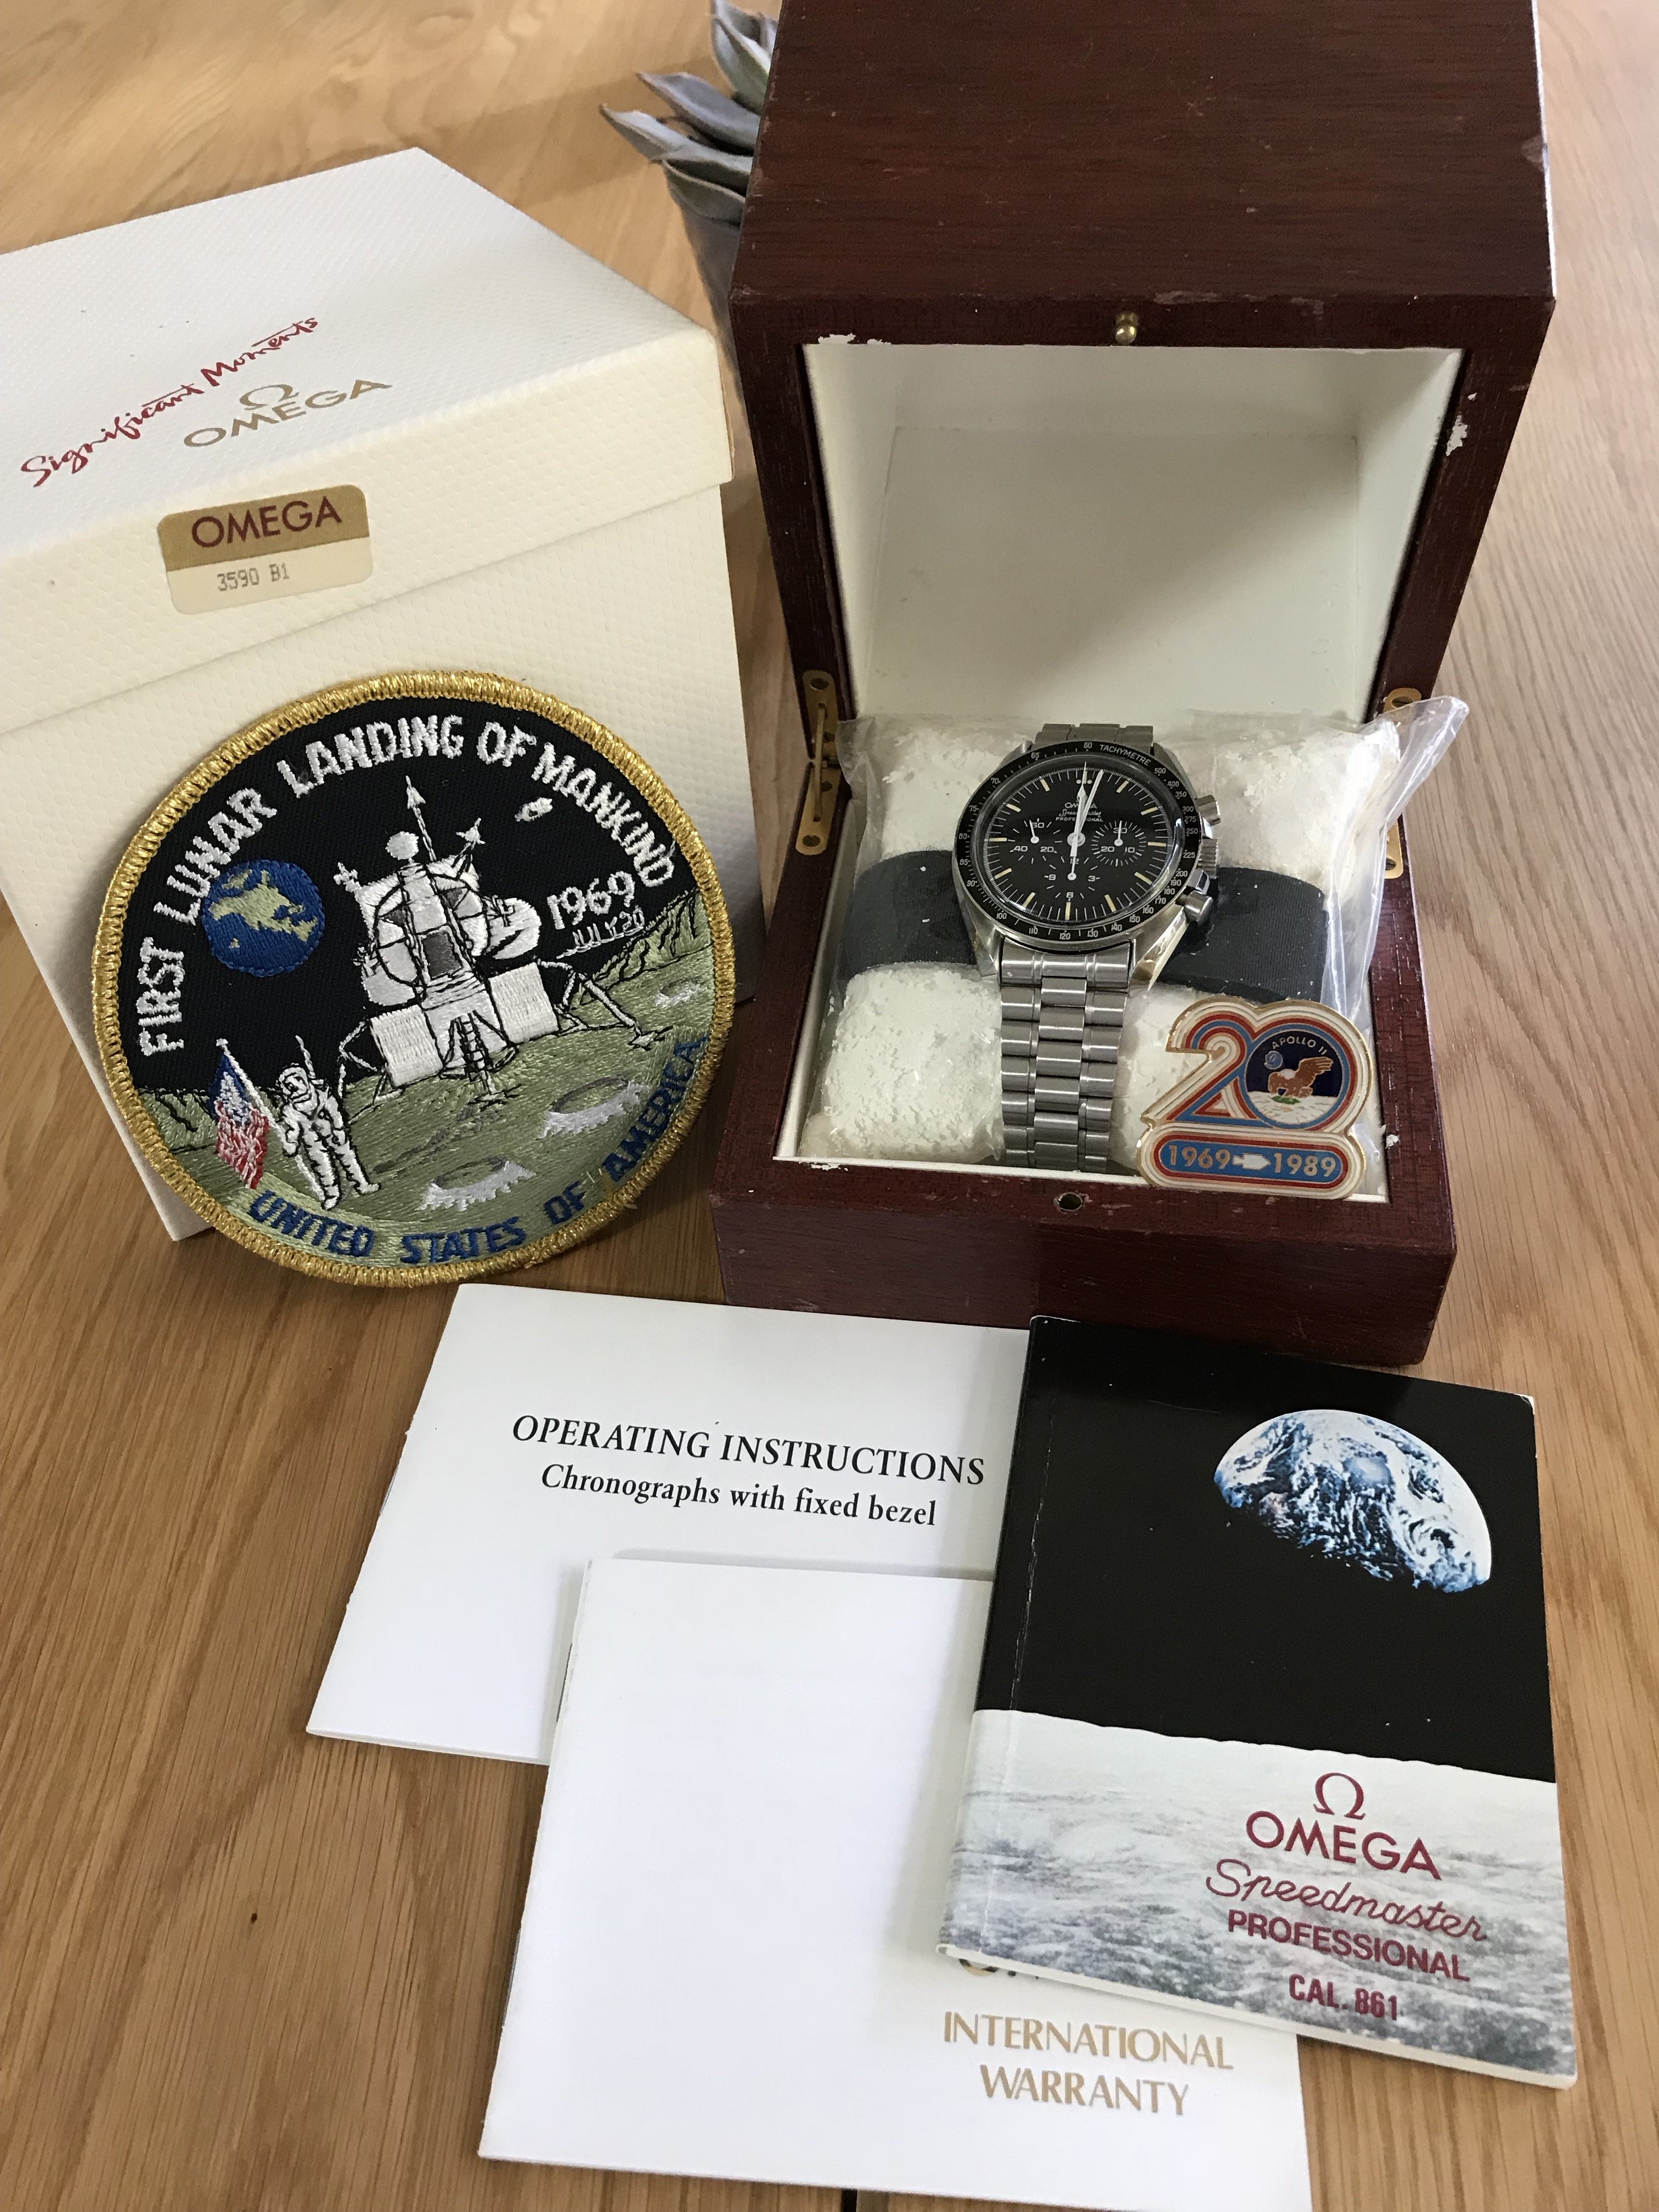 Significant Moments
Ω
OMEGA
OMEGA
3590 B1
FIRST LUNAR LANDING OF MANKIND
1969
JULY 20
UNITED STATES OF AMERICA
TACHYMETRE
OMEGA
Speedmaster
PROFESSIONAL
20
APOLLO 11
1969 1989
OPERATING INSTRUCTIONS
Chronographs with fixed bezel
Ω
OMEGA
Speedmaster
PROFESSIONAL
CAL. 861
INTERNATIONAL
WARRANTY